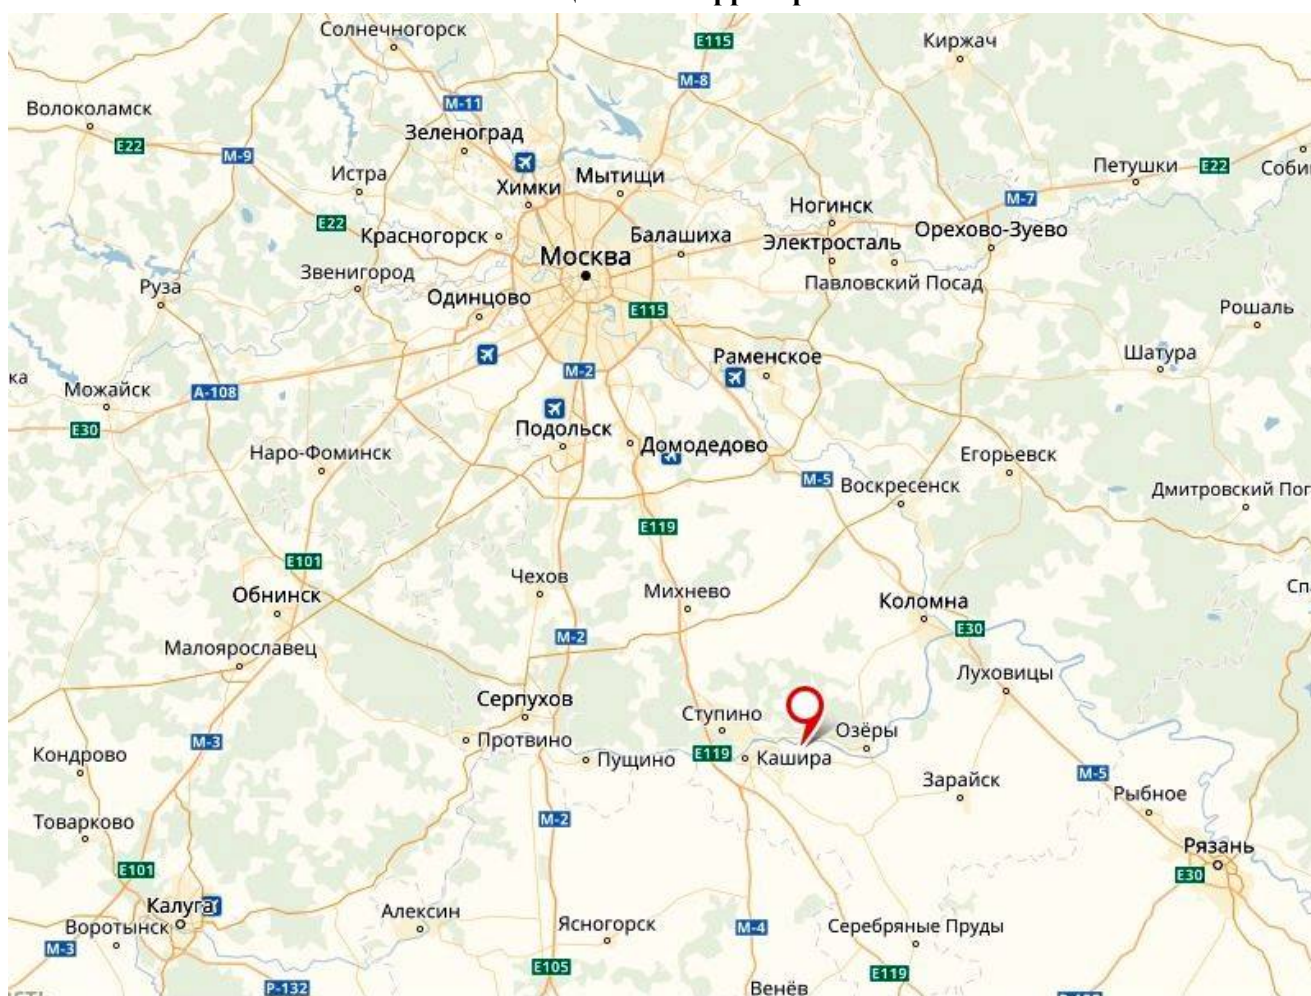 Солнечногорск
E115
Киржач
М-8
Волоколамск
М-11
E22
Зеленоград
М-9
Истра
Химки
Мытищи
Петушки
E22
М-7
Ногинск
E22
Красногорск
Балашиха
Электросталь
Орехово-Зуево
Москва
Звенигород
Руза
Павловский Посад
Одинцово
E115
Рошаль
Раменское
Шатура
М-2
Можайск
А-108
E30
Подольск
Домодедово
Наро-Фоминск
Егорьевск
М-5
Воскресенск
E119
E101
Чехов
Михнево
Обнинск
Коломна
E30
М-2
Малоярославец
Луховицы
Серпухов
Ступино
Озёры
М-3
Протвино
Кондрово
Пущино
E119
Кашира
М-5
Зарайск
Рыбное
Товарково
М-2
Рязань
E101
E30
Калуга
Алексин
Воротынск
Ясногорск
М-4
Серебряные Пруды
М-3
E105
E119
Р-132
Венёв